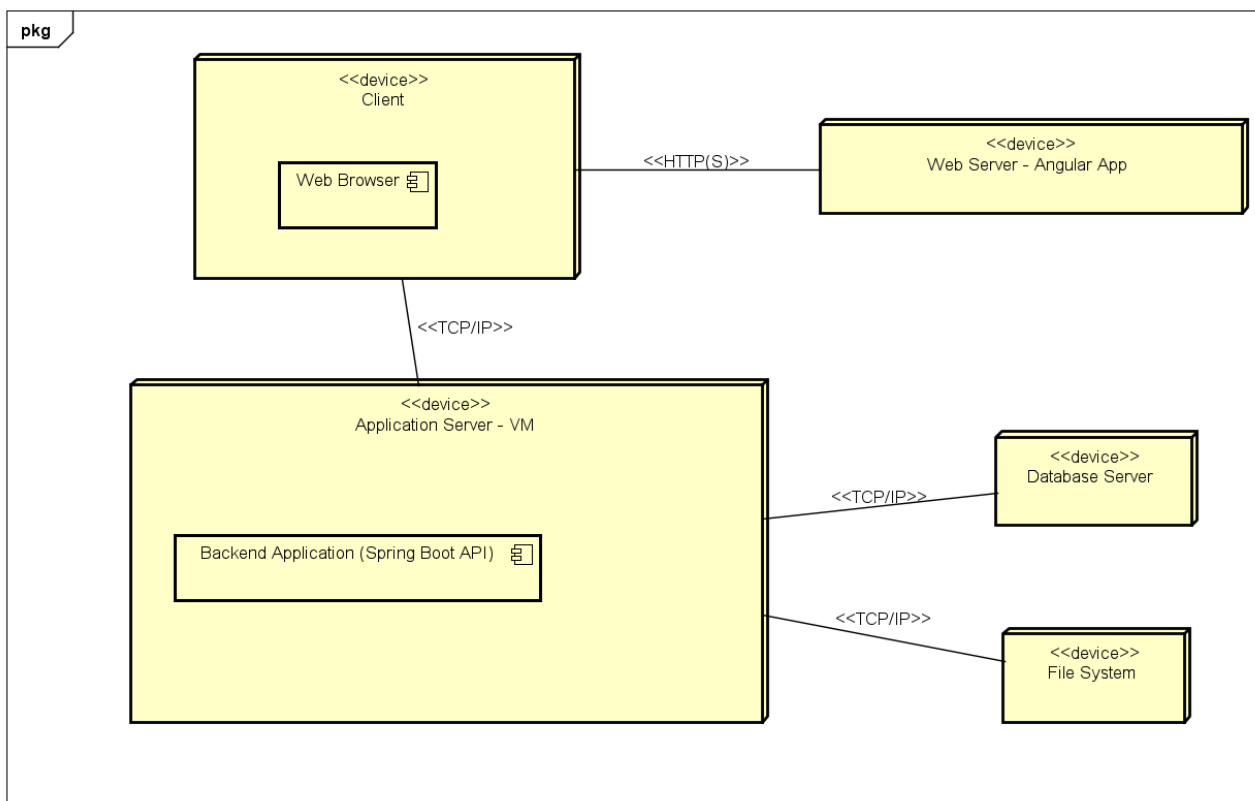 pkg
<<device>>
Client
Web Browser
<<HTTP(S)>>
<<device>>
Web Server - Angular App
<<TCP/IP>>
<<device>>
Application Server - VM
Backend Application (Spring Boot API)
<<TCP/IP>>
<<device>>
Database Server
<<TCP/IP>>
<<device>>
File System